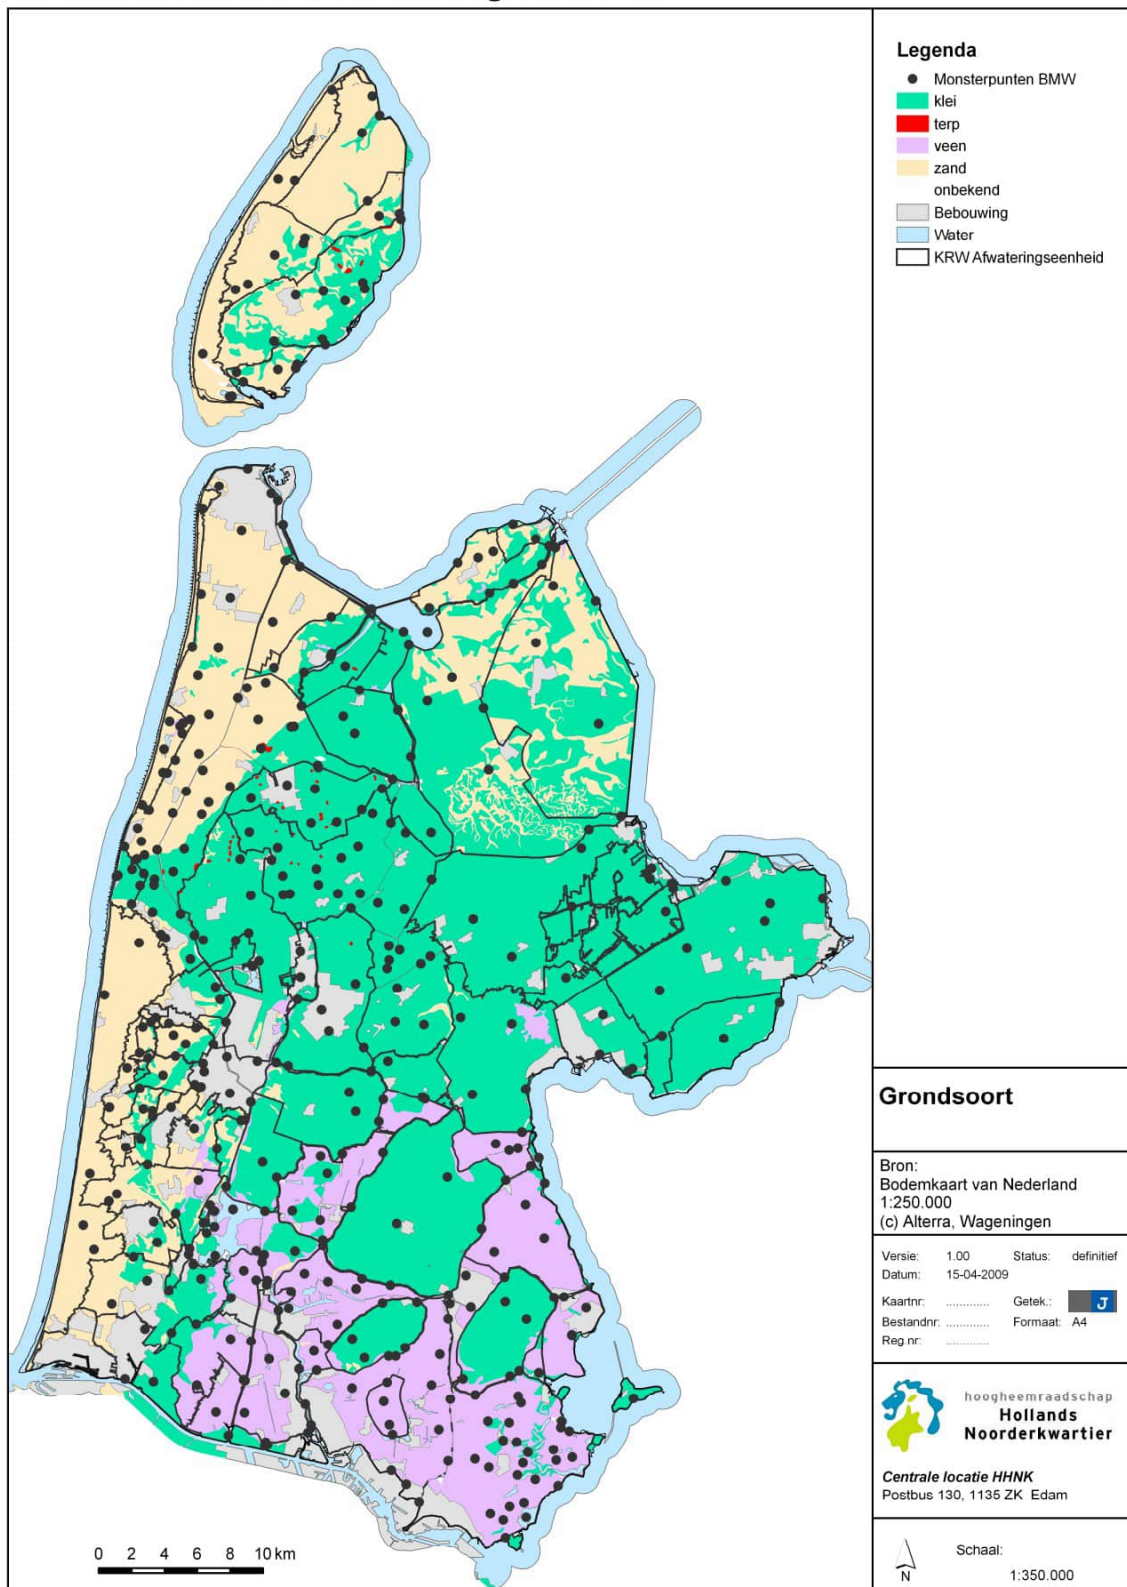 Legenda
Monsterpunten BMW
klei
terp
veen
zand
onbekend
Bebouwing
Water
KRW Afwateringseenheid
Grondsoort
Bron:
Bodemkaart van Nederland
1:250.000
(c) Alterra, Wageningen
Versie: 1.00 Status: definitief
Datum: 15-04-2009
Kaartnr: ............. Getek.: J
Bestandnr: ............. Formaat: A4
Reg.nr: .............
hoogheemraadschap
Hollands
Noorderkwartier
Centrale locatie HHNK
Postbus 130, 1135 ZK Edam
N
Schaal:
1:350.000
0 2 4 6 8 10 km